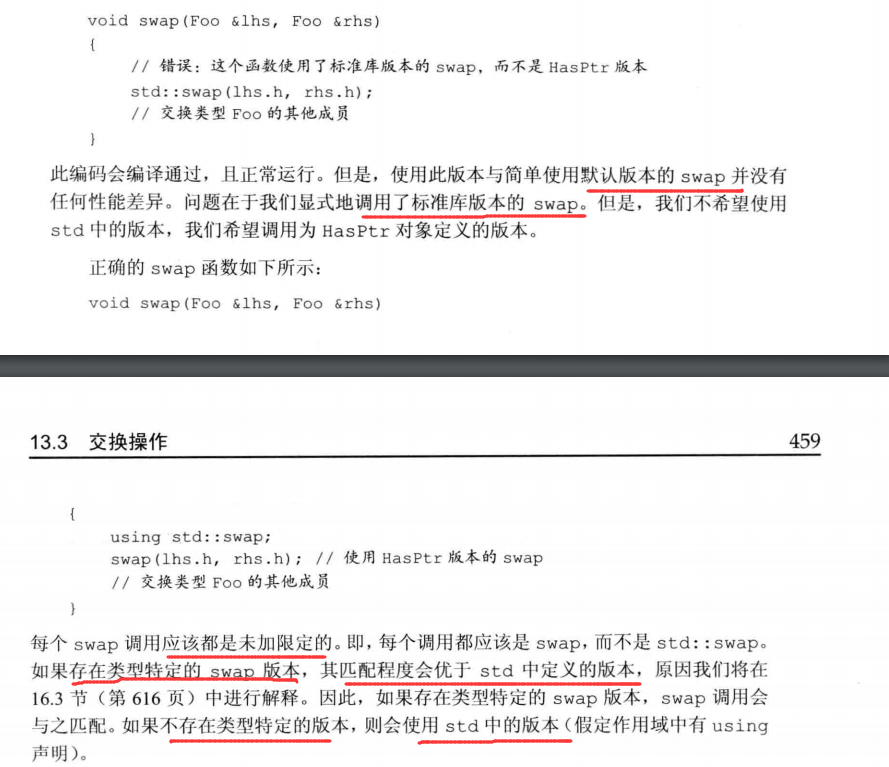 void swap(Foo &lhs, Foo &rhs)
{
// 错误：这个函数使用了标准库版本的 swap，而不是 HasPtr 版本
std::swap(lhs.h, rhs.h);
// 交换类型 Foo 的其他成员
}
此编码会编译通过，且正常运行。但是，使用此版本与简单使用默认版本的 swap 并没有
任何性能差异。问题在于我们显式地调用了标准库版本的 swap。但是，我们不希望使用
std 中的版本，我们希望调用为 HasPtr 对象定义的版本。
正确的 swap 函数如下所示：
void swap(Foo &lhs, Foo &rhs)
13.3 交换操作 459
{
using std::swap;
swap(lhs.h, rhs.h); // 使用 HasPtr 版本的 swap
// 交换类型 Foo 的其他成员
}
每个 swap 调用应该都是未加限定的。即，每个调用都应该是 swap，而不是 std::swap。
如果存在类型特定的 swap 版本，其匹配程度会优于 std 中定义的版本，原因我们将在
16.3 节（第 616 页）中进行解释。因此，如果存在类型特定的 swap 版本，swap 调用会
与之匹配。如果不存在类型特定的版本，则会使用 std 中的版本（假定作用域中有 using
声明）。